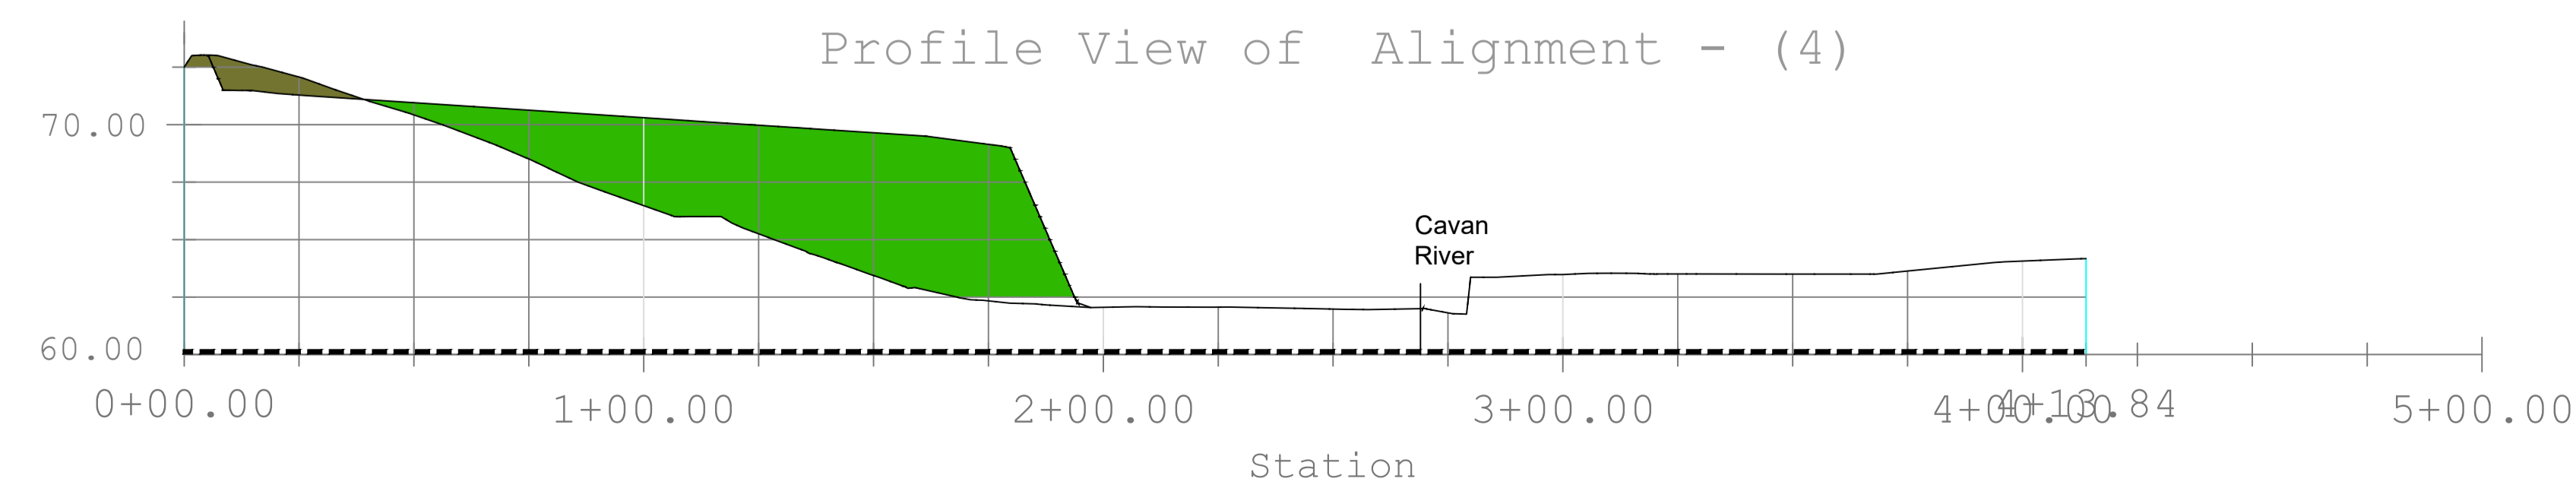 Profile View of Alignment - (4)
70.00
Cavan
River
60.00
0+00.00 1+00.00 2+00.00 3+00.00 4+00.00 4+13.84 5+00.00
Station